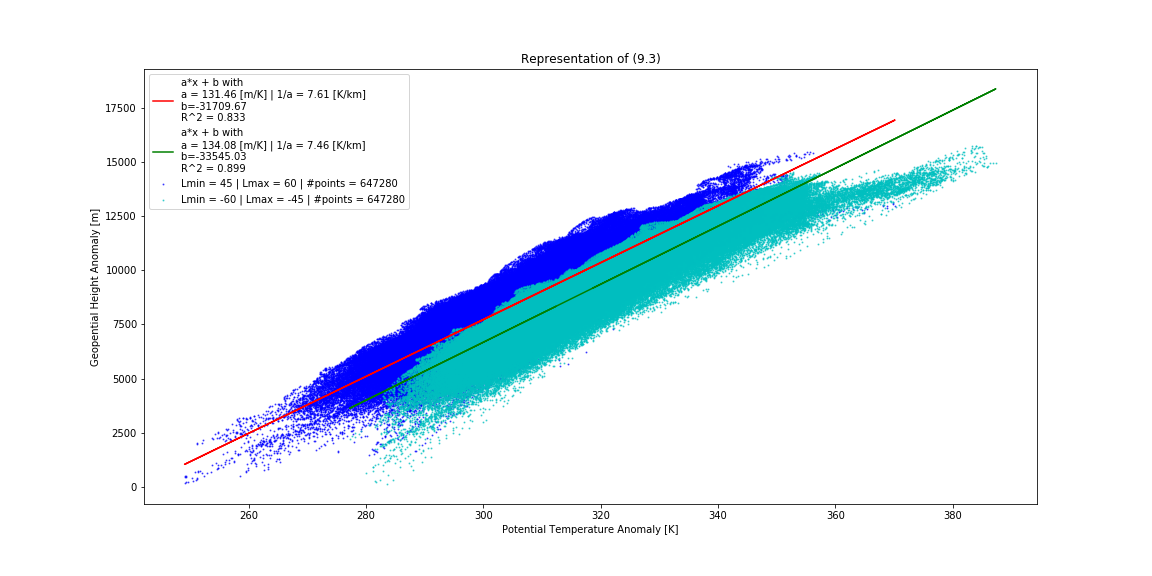 Representation of (9.3)
a*x + b with
a = 131.46 [m/K] | 1/a = 7.61 [K/km]
b=-31709.67
R^2 = 0.833
a*x + b with
a = 134.08 [m/K] | 1/a = 7.46 [K/km]
b=-33545.03
R^2 = 0.899
Lmin = 45 | Lmax = 60 | #points = 647280
Lmin = -60 | Lmax = -45 | #points = 647280
Geopential Height Anomaly [m]
17500
15000
12500
10000
7500
5000
2500
0
260
280
300
320
340
360
380
Potential Temperature Anomaly [K]